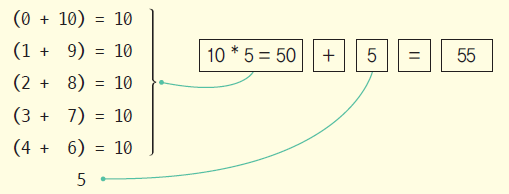 (0 + 10) = 10
(1 + 9) = 10
(2 + 8) = 10
(3 + 7) = 10
(4 + 6) = 10
5
10 * 5 = 50 + 5 = 55